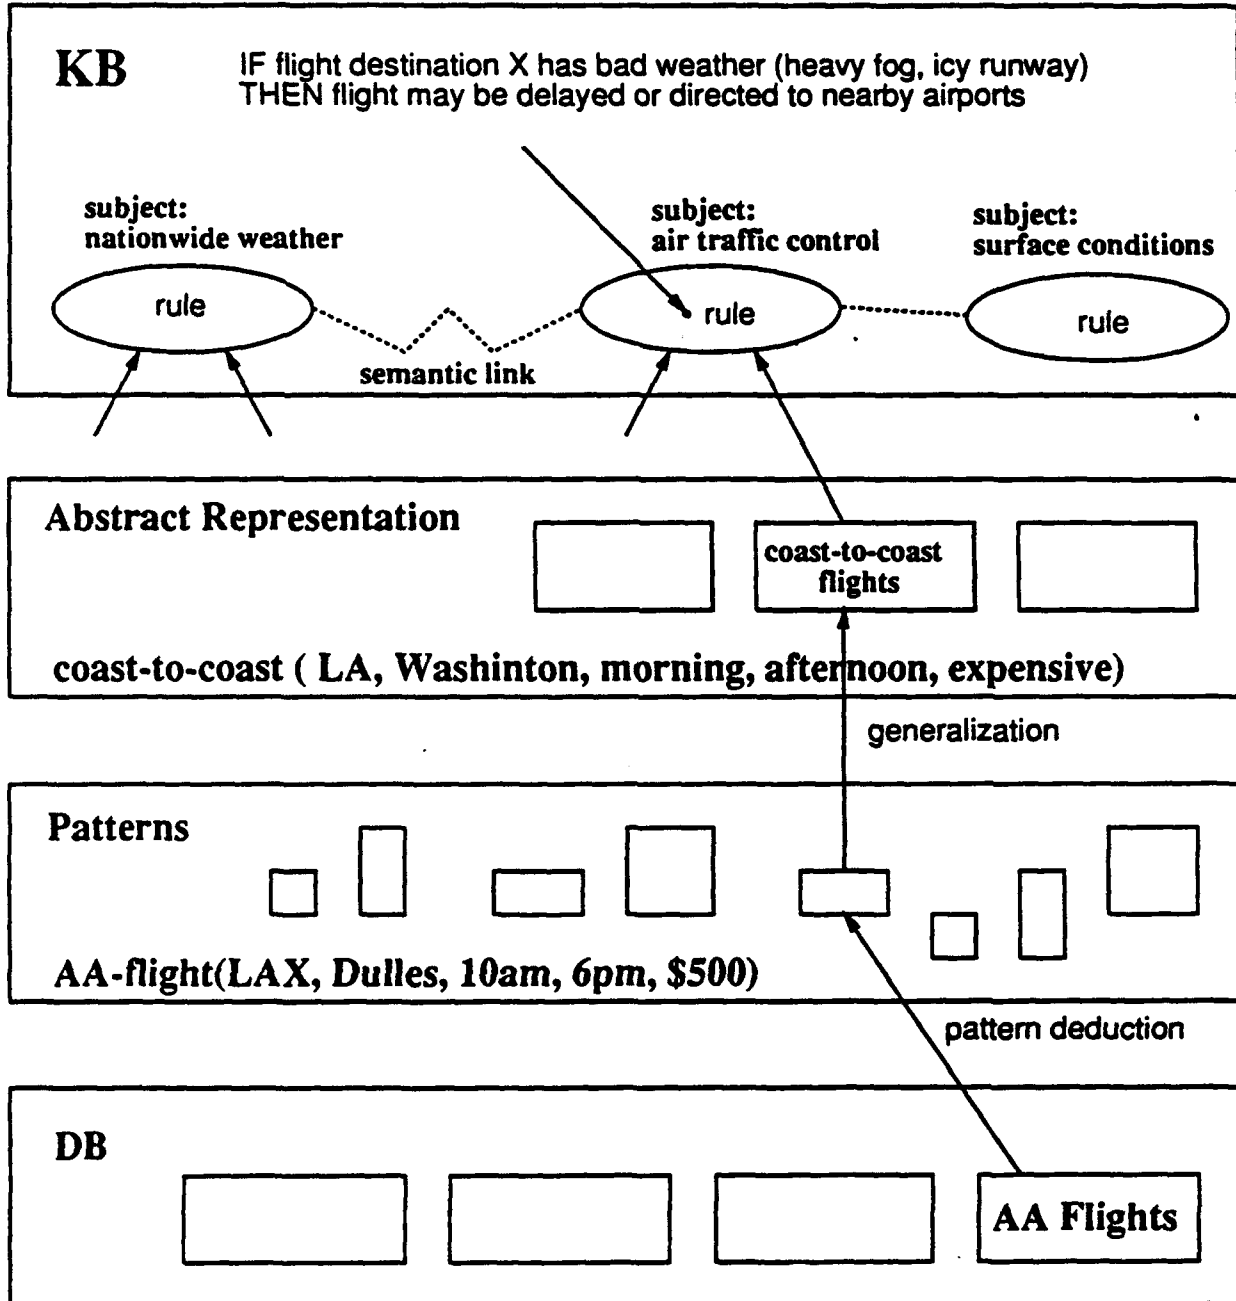 KB
IF flight destination X has bad weather (heavy fog, icy runway)
THEN flight may be delayed or directed to nearby airports
subject:
nationwide weather
subject:
air traffic control
subject:
surface conditions
rule
rule
rule
semantic link
Abstract Representation
coast-to-coast
flights
coast-to-coast ( LA, Washinton, morning, afternoon, expensive)
generalization
Patterns
AA-flight(LAX, Dulles, 10am, 6pm, $500)
pattern deduction
DB
AA Flights